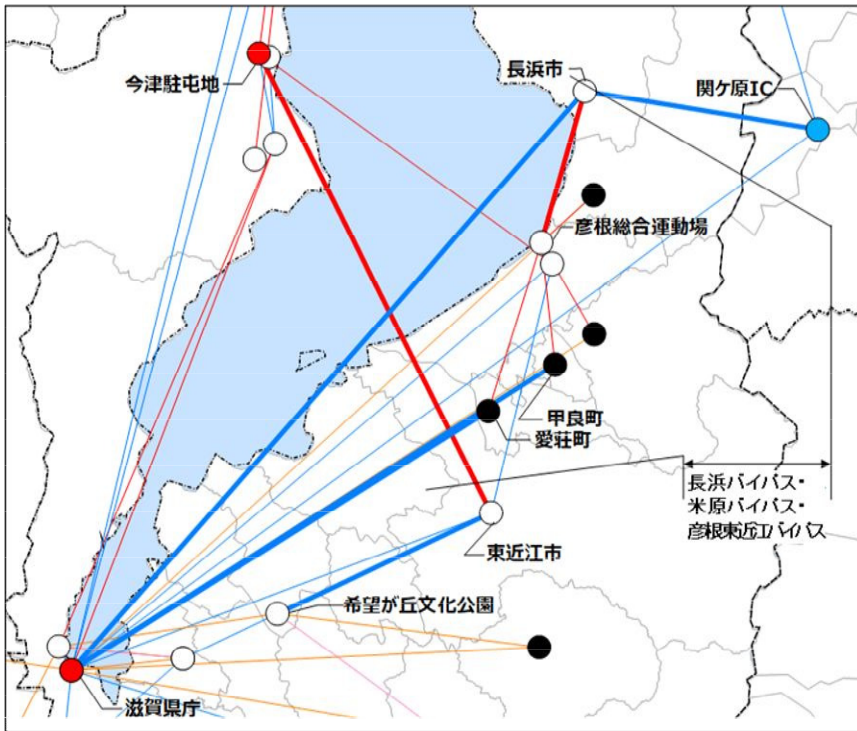 長浜市
関ケ原IC
今津駐屯地
彦根総合運動場
甲良町
愛荘町
長浜バイパス・
米原バイパス・
彦根東近江バイパス
東近江市
希望が丘文化公園
滋賀県庁